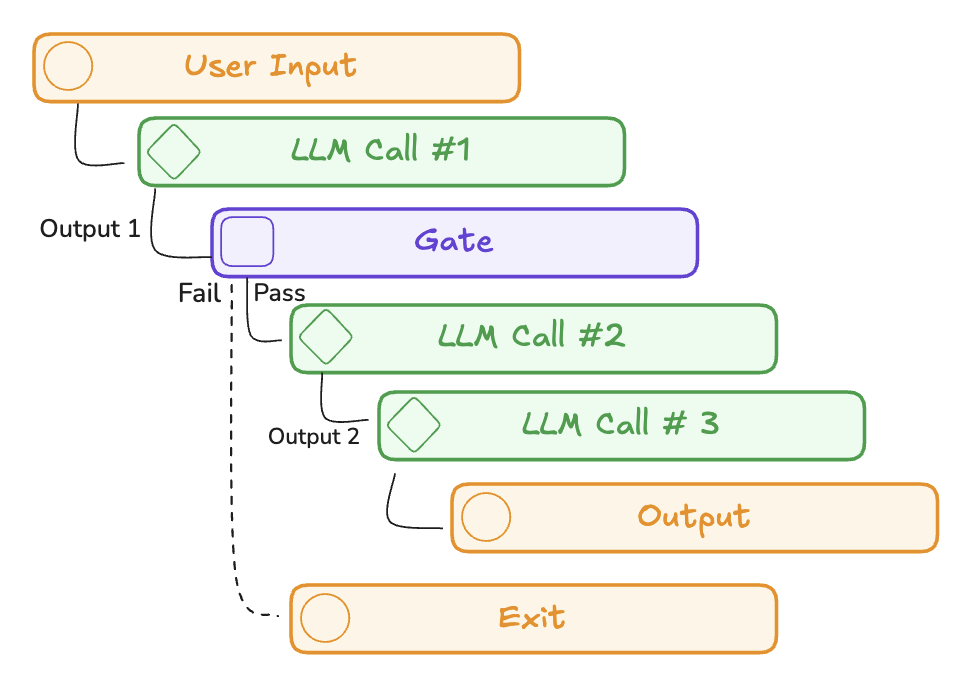 User Input
LLM Call #1
Output 1
Gate
Fail
Pass
LLM Call #2
LLM Call # 3
Output 2
Output
Exit